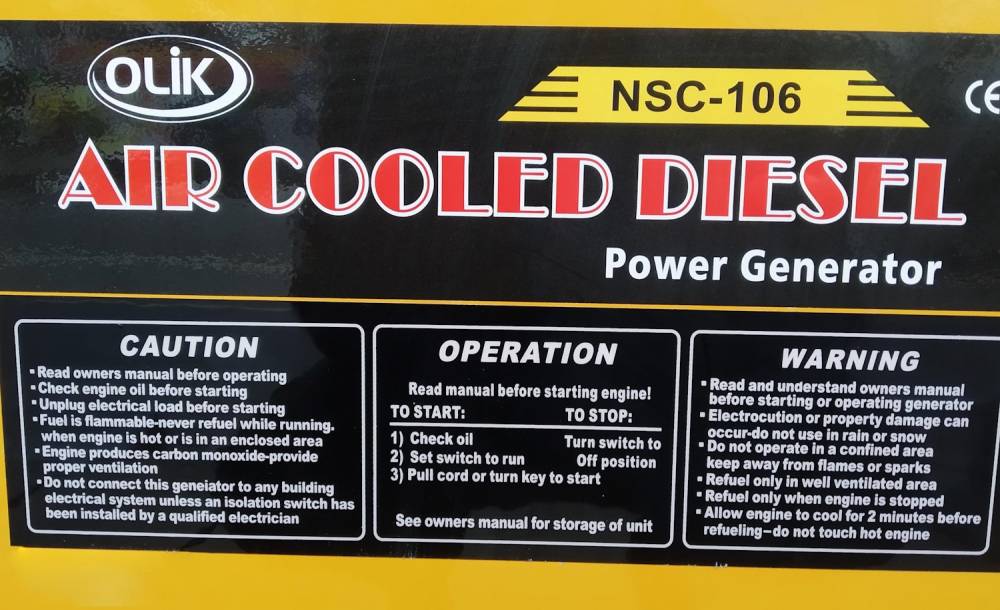 OLiK
NSC-106
CE
AIR COOLED DIESEL
Power Generator
CAUTION
▪Read owners manual before operating
▪Check engine oil before starting
▪Unplug electrical load before starting
▪Fuel is flammable-never refuel while running.
when engine is hot or is in an enclosed area
▪Engine produces carbon monoxide-provide
proper ventilation
▪Do not connect this geneiator to any building
electrical system unless an isolation switch has
been installed by a qualified electrician
OPERATION
Read manual before starting engine!
TO START: TO STOP:
1) Check oil Turn switch to
2) Set switch to run Off position
3) Pull cord or turn key to start
See owners manual for storage of unit
WARNING
▪Read and understand owners manual
before starting or operating generator
▪Electrocution or property damage can
occur-do not use in rain or snow
▪Do not operate in a confined area
keep away from flames or sparks
▪Refuel only in well ventilated area
▪Refuel only when engine is stopped
▪Allow engine to cool for 2 minutes before
refueling-do not touch hot engine